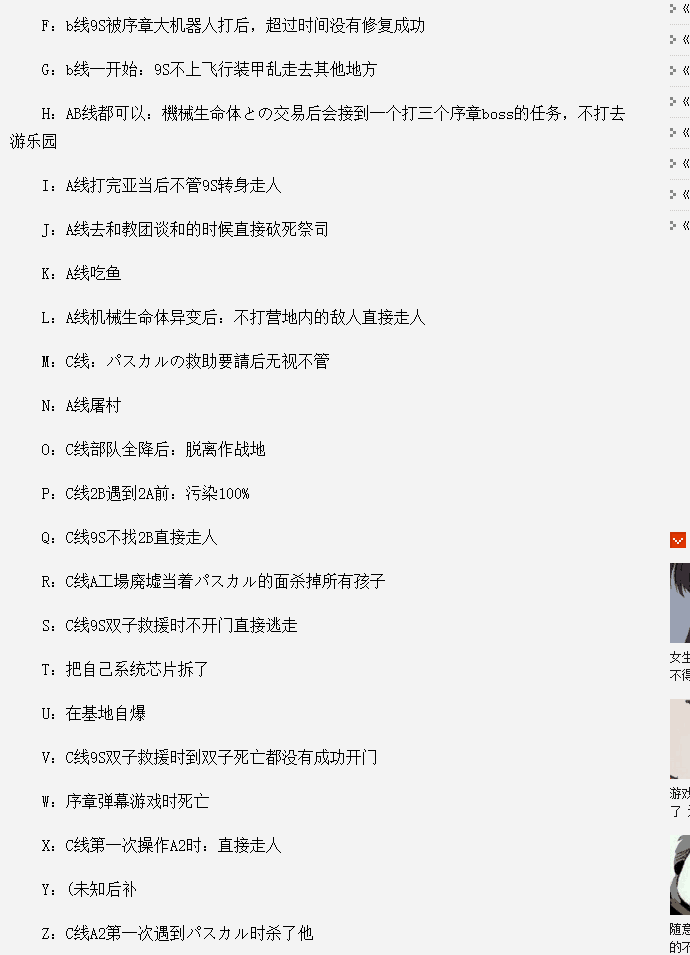 F：b线9S被序章大机器人打后，超过时间没有修复成功
G：b线一开始：9S不上飞行装甲乱走去其他地方
H：AB线都可以：機械生命体との交易后会接到一个打三个序章boss的任务，不打去
游乐园
I：A线打完亚当后不管9S转身走人
J：A线去和教团谈和的时候直接砍死祭司
K：A线吃鱼
L：A线机械生命体异变后：不打营地内的敌人直接走人
M：C线：パスカルの救助要請后无视不管
N：A线屠村
O：C线部队全降后：脱离作战地
P：C线2B遇到2A前：污染100%
Q：C线9S不找2B直接走人
R：C线A工場廃墟当着パスカル的面杀掉所有孩子
S：C线9S双子救援时不开门直接逃走
T：把自己系统芯片拆了
U：在基地自爆
V：C线9S双子救援时到双子死亡都没有成功开门
W：序章弹幕游戏时死亡
X：C线第一次操作A2时：直接走人
Y：(未知后补
Z：C线A2第一次遇到パスカル时杀了他
《
《
《
《
《
《
《
《
女生
不得
游戏
了
随意
的不